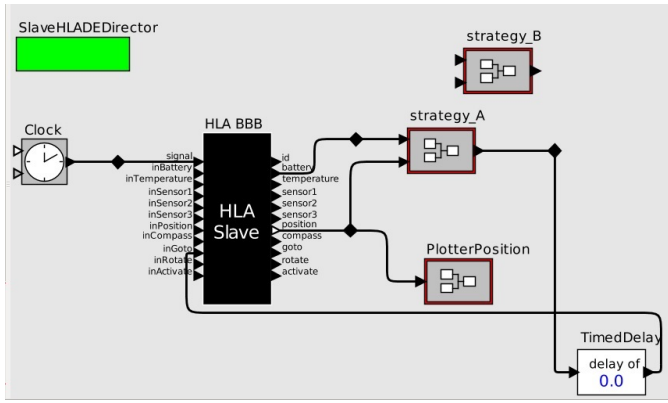 SlaveHLADEDirector
strategy_B
strategy_A
Clock
HLA BBB
signal
inBattery
inTemperature
inSensor1
inSensor2
inSensor3
inPosition
inCompass
inGoto
inRotate
inActivate
HLA
Slave
id
battery
temperature
sensor1
sensor2
sensor3
position
compass
goto
rotate
activate
PlotterPosition
TimedDelay
delay of
0.0